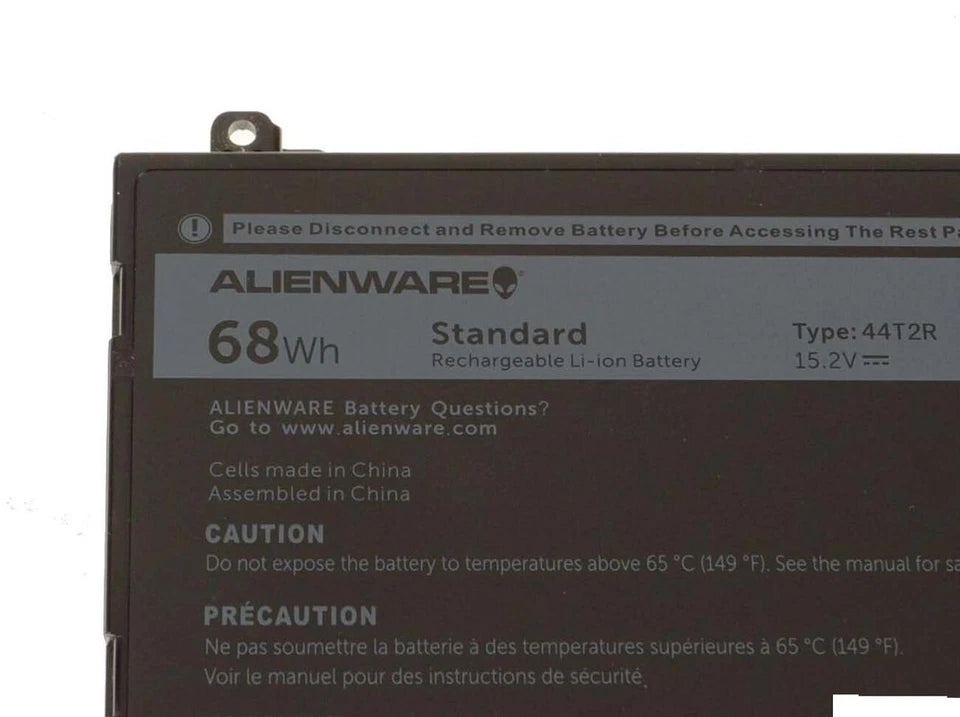 Please Disconnect and Remove Battery Before Accessing The Rest
ALIENWARE
68Wh
Standard
Rechargeable Li-ion Battery
Type: 44T2R
15.2V
ALIENWARE Battery Questions?
Go to www.alienware.com
Cells made in China
Assembled in China
CAUTION
Do not expose the battery to temperatures above 65 °C (149 °F). See the manual for
PRÉCAUTION
Ne pas soumettre la batterie à des temperatures supérieures à 65 °C (149 °F).
Voir le manuel pour des instructions de sécurité.